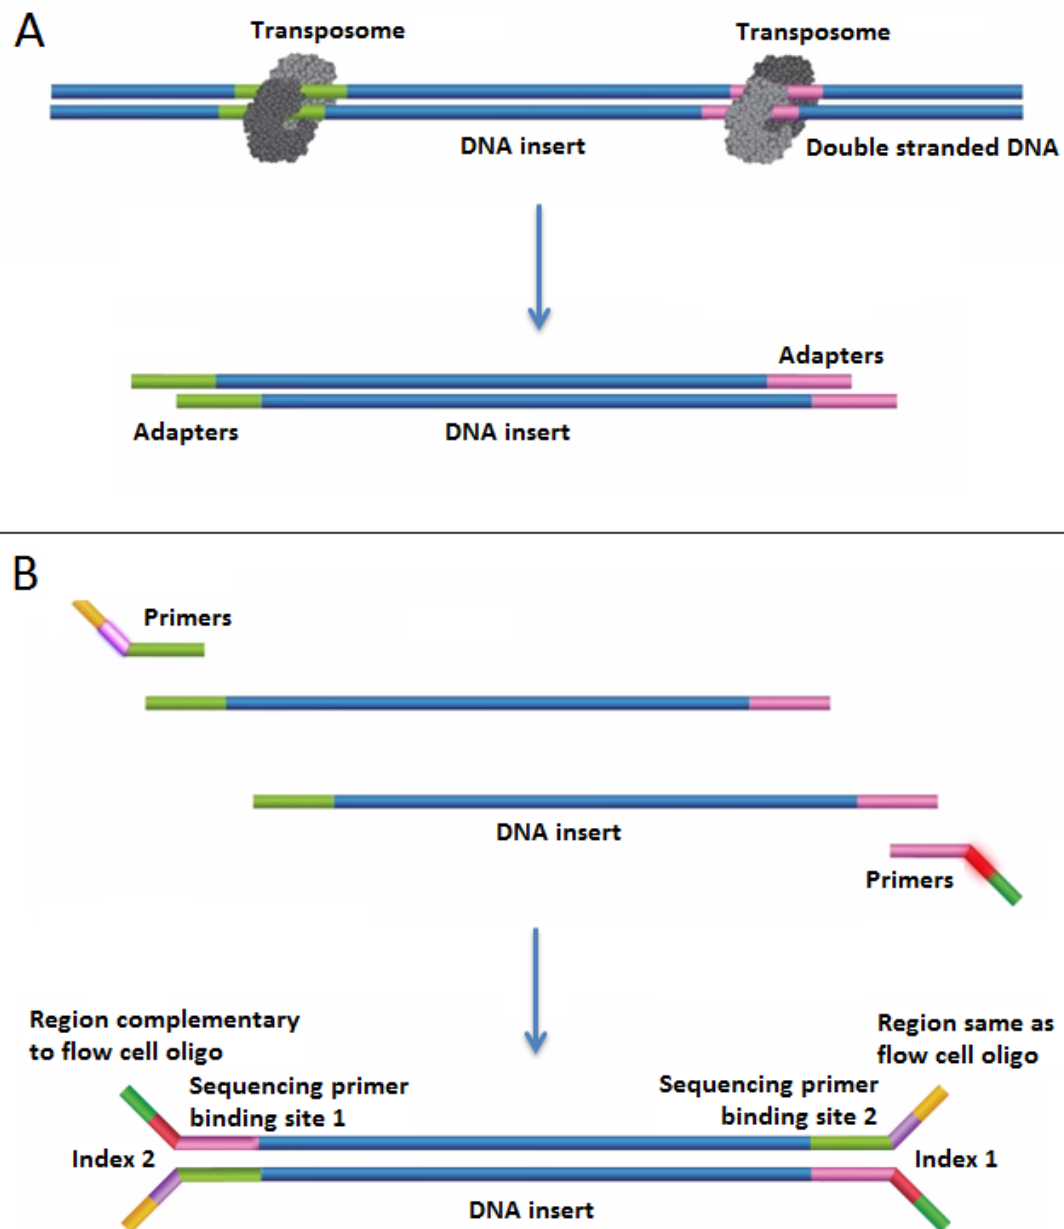 A
Transposome
Transposome
DNA insert
Double stranded DNA
Adapters
Adapters
DNA insert
B
Primers
DNA insert
Primers
Region complementary
to flow cell oligo
Region same as
flow cell oligo
Sequencing primer
binding site 1
Sequencing primer
binding site 2
Index 2
Index 1
DNA insert